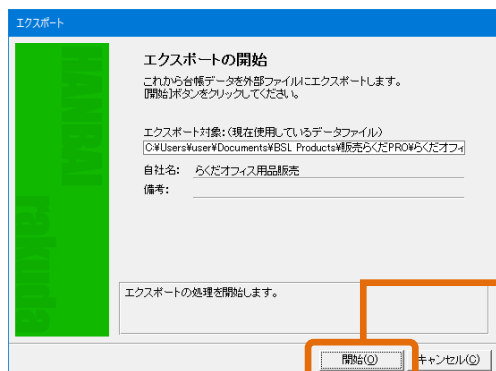 エクスポート
エクスポートの開始
これから台帳データを外部ファイルにエクスポートします。
[開始]ボタンをクリックしてください。
エクスポート対象:(現在使用しているデータファイル)
C:¥Users¥user¥Documents¥BSL Products¥販売らくだPRO¥らくだオフィ
自社名: らくだオフィス用品販売
備考:
エクスポートの処理を開始します。
開始(O) キャンセル(C)
HANBAI
rakuda